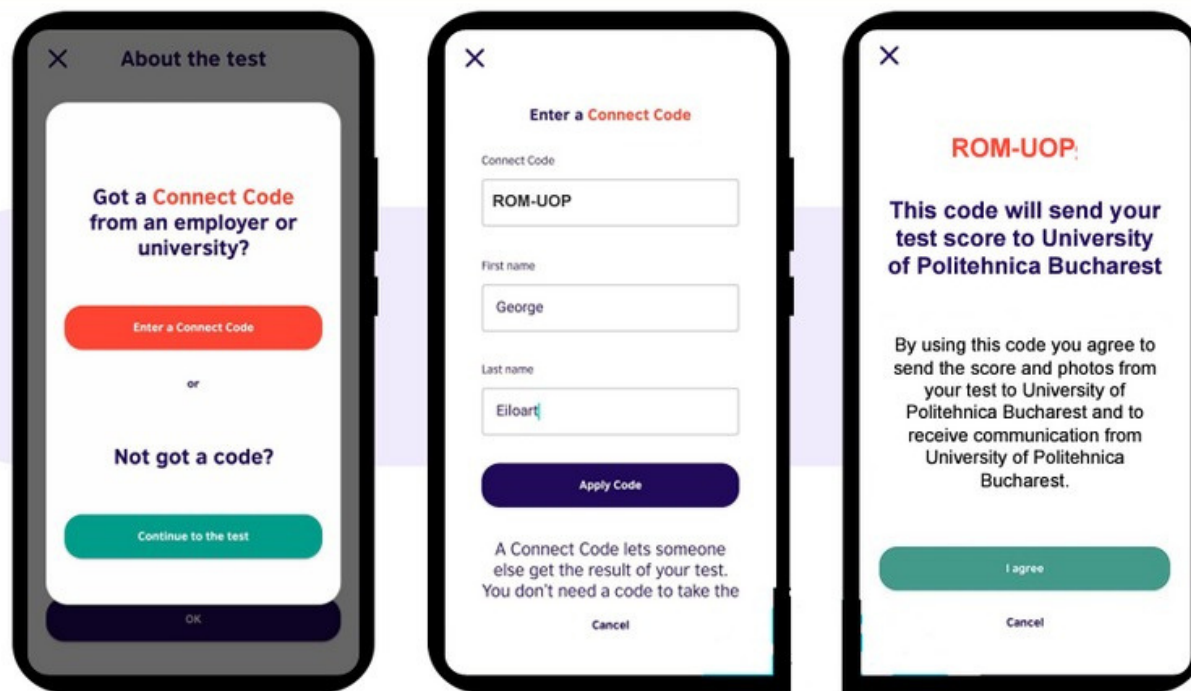 About the test
Got a Connect Code
from an employer or
university?
Enter a Connect Code
or
Not got a code?
Continue to the test
OK
Enter a Connect Code
Connect Code
ROM-UOP
First name
George
Last name
Eiloart
Apply Code
A Connect Code lets someone
else get the result of your test.
You don't need a code to take the
Cancel
ROM-UOP
This code will send your
test score to University
of Politehnica Bucharest
By using this code you agree to
send the score and photos from
your test to University of
Politehnica Bucharest and to
receive communication from
University of Politehnica
Bucharest.
I agree
Cancel